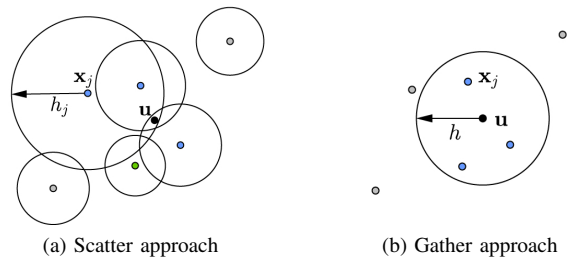 x_j
h_j
u
x_j
h
u
(a) Scatter approach
(b) Gather approach